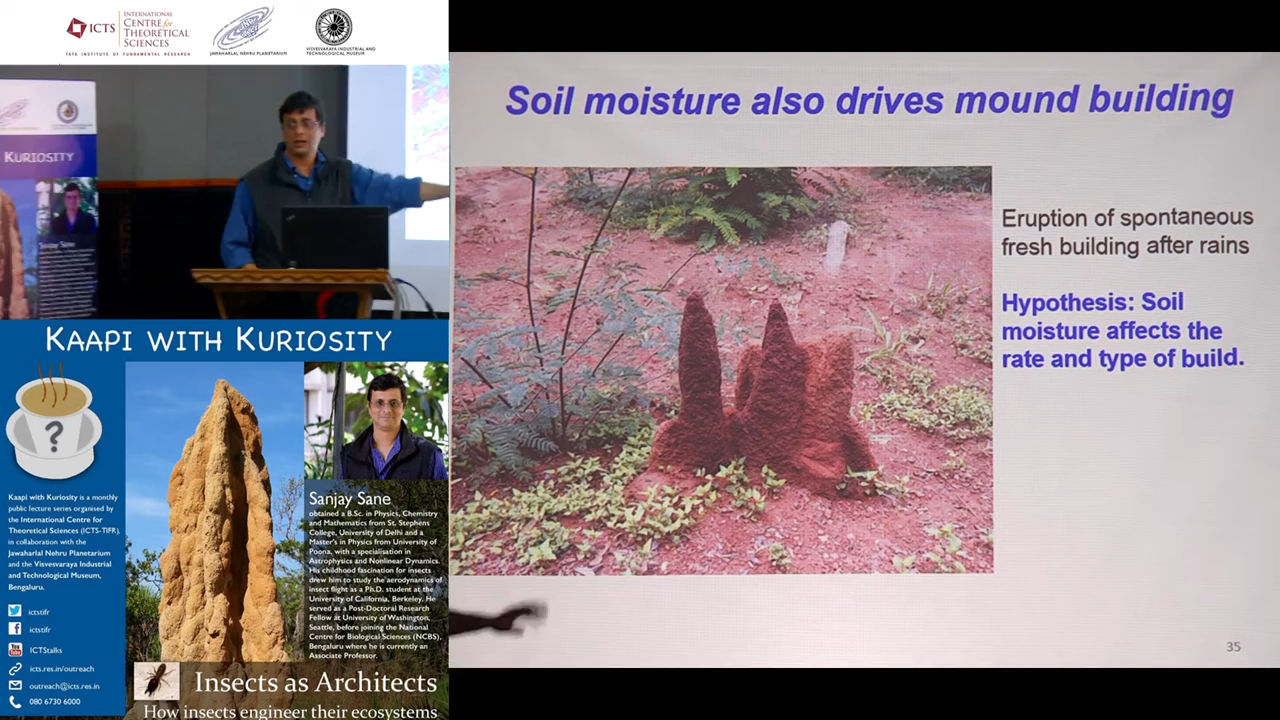 ICTS
INTERNATIONAL
CENTRE for
THEORETICAL
SCIENCES
TATA INSTITUTE OF FUNDAMENTAL RESEARCH
JAWAHARLAL NEHRU PLANETARIUM
VISVESVARAYA INDUSTRIAL AND
TECHNOLOGICAL MUSEUM
KURIOSITY
Sanjay Sane
KAAPI WITH KURIOSITY
?
Kaapi with Kuriosity is a monthly
public lecture series organised by
the International Centre for
Theoretical Sciences (ICTS-TIFR),
in collaboration with the
Jawaharlal Nehru Planetarium
and the Visvesvaraya Industrial
and Technological Museum,
Bengaluru.
ictstifr
ictstifr
You
ICTStalks
icts.res.in/outreach
outreach@icts.res.in
080 6730 6000
Sanjay Sane
obtained a B.Sc. in Physics, Chemistry
and Mathematics from St. Stephens
College, University of Delhi and a
Master's in Physics from University of
Poona, with a specialisation in
Astrophysics and Nonlinear Dynamics.
His childhood fascination for insects
drew him to study the aerodynamics of
insect flight as a Ph.D. student at the
University of California, Berkeley. He
served as a Post-Doctoral Research
Fellow at University of Washington,
Seattle, before joining the National
Centre for Biological Sciences (NCBS),
Bengaluru where he is currently an
Associate Professor.
Insects as Architects
How insects engineer their ecosystems
Soil moisture also drives mound building
Eruption of spontaneous
fresh building after rains
Hypothesis: Soil
moisture affects the
rate and type of build.
35